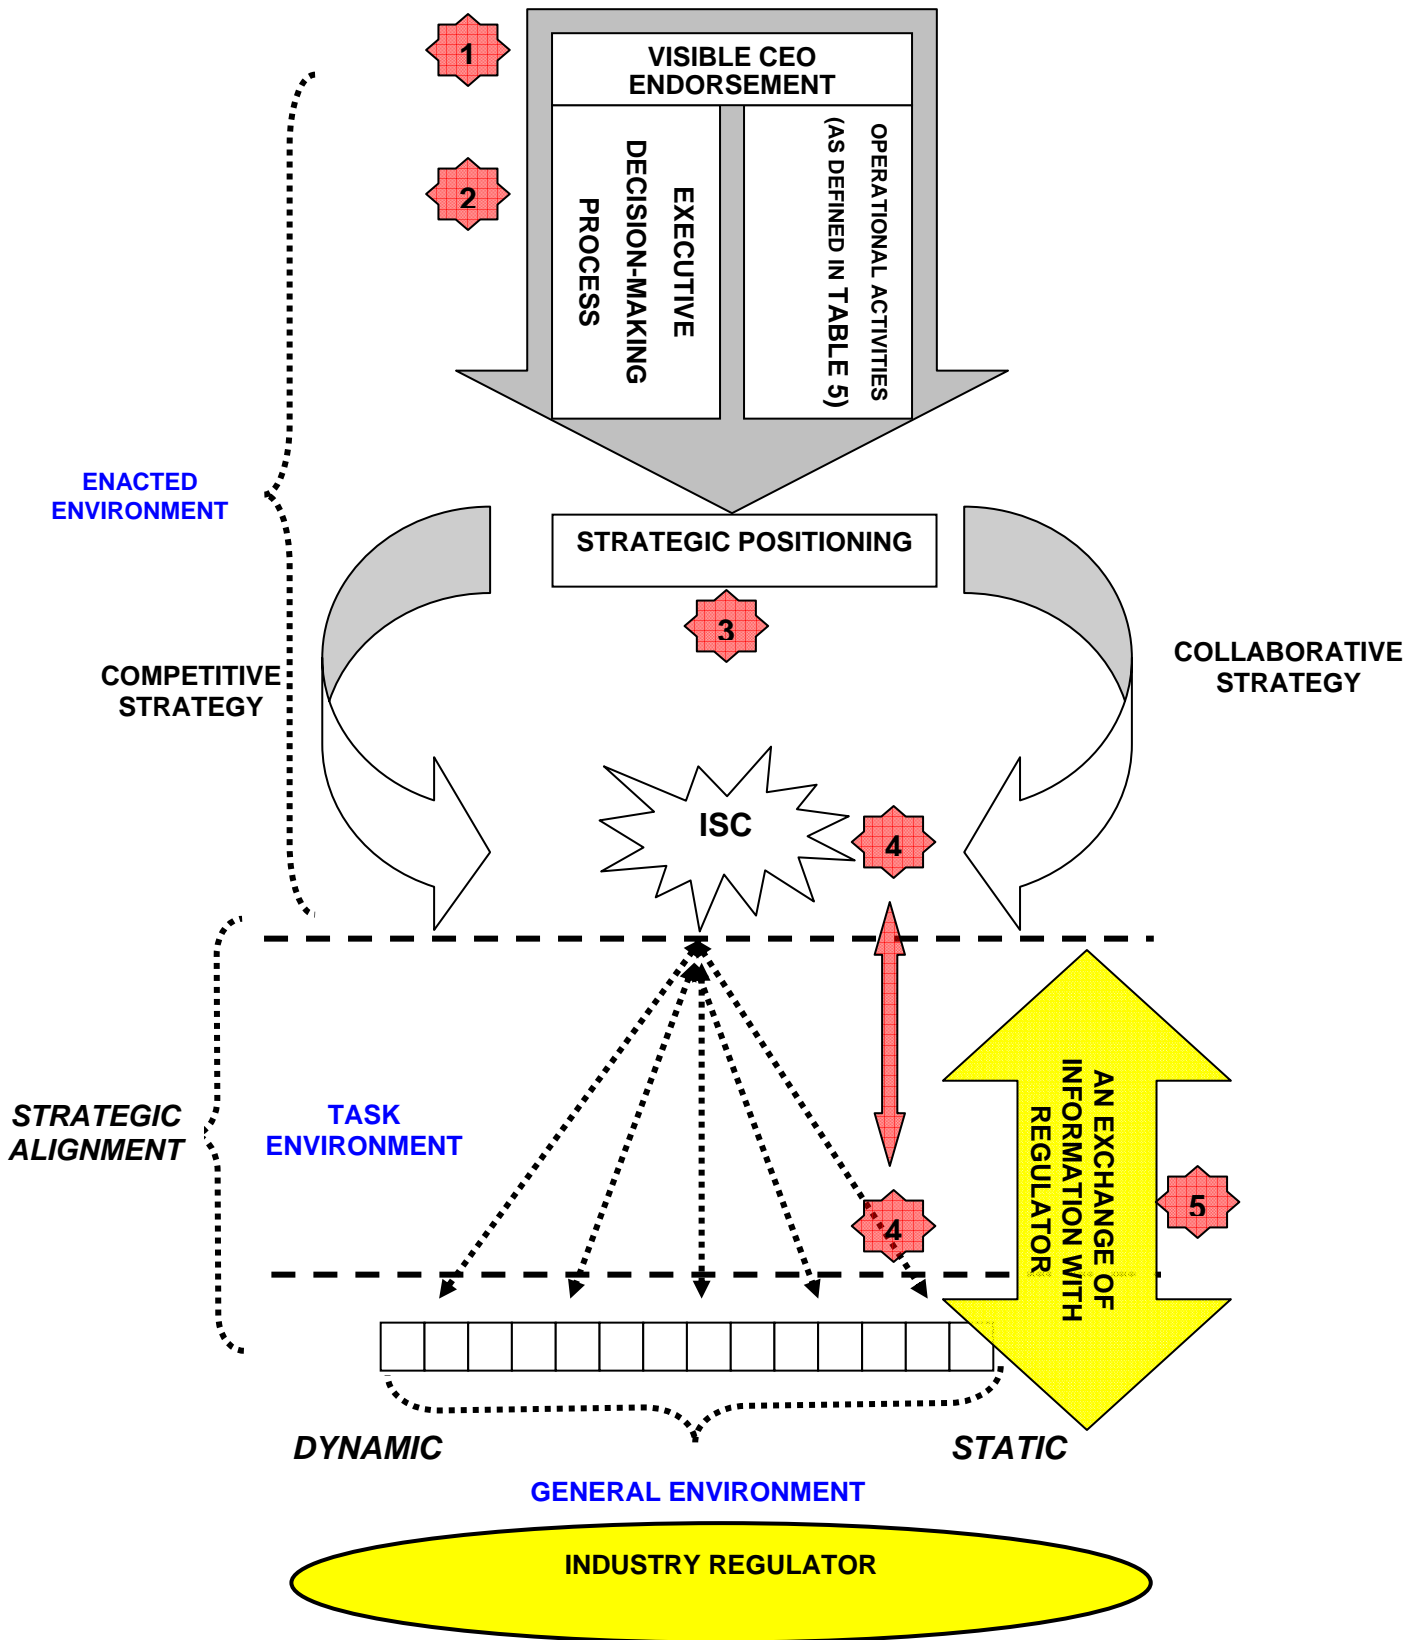 1
VISIBLE CEO
ENDORSEMENT
2
EXECUTIVE
DECISION-MAKING
PROCESS
OPERATIONAL ACTIVITIES
(AS DEFINED IN TABLE 5)
ENACTED
ENVIRONMENT
STRATEGIC POSITIONING
3
COMPETITIVE
STRATEGY
COLLABORATIVE
STRATEGY
ISC
4
STRATEGIC
ALIGNMENT
TASK
ENVIRONMENT
AN EXCHANGE OF
INFORMATION WITH
REGULATOR
5
4
DYNAMIC
STATIC
GENERAL ENVIRONMENT
INDUSTRY REGULATOR